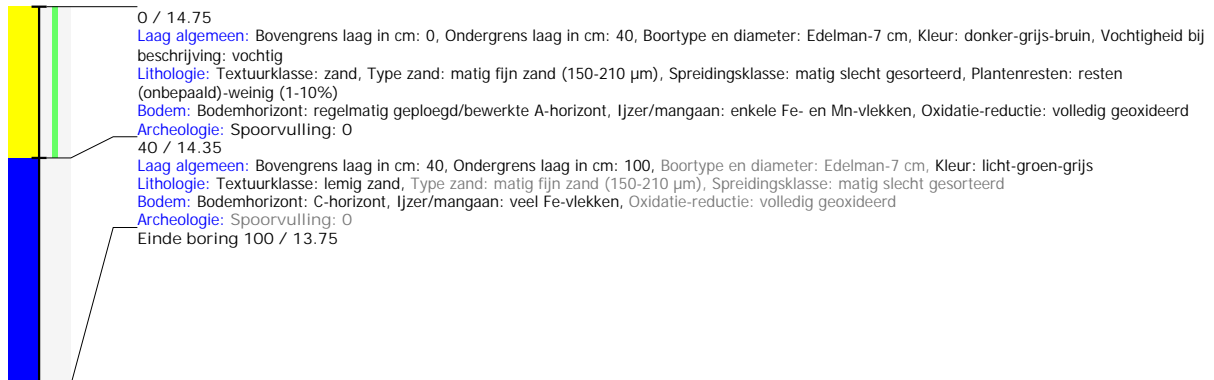 0 / 14.75
Laag algemeen: Bovengrens laag in cm: 0, Ondergrens laag in cm: 40, Boortype en diameter: Edelman-7 cm, Kleur: donker-grijs-bruin, Vochtigheid bij
beschrijving: vochtig
Lithologie: Textuurklasse: zand, Type zand: matig fijn zand (150-210 µm), Spreidingsklasse: matig slecht gesorteerd, Plantenresten: resten
(onbepaald)-weinig (1-10%)
Bodem: Bodemhorizont: regelmatig geploegd/bewerkte A-horizont, Ijzer/mangaan: enkele Fe- en Mn-vlekken, Oxidatie-reductie: volledig geoxideerd
Archeologie: Spoorvulling: 0
40 / 14.35
Laag algemeen: Bovengrens laag in cm: 40, Ondergrens laag in cm: 100, Boortype en diameter: Edelman-7 cm, Kleur: licht-groen-grijs
Lithologie: Textuurklasse: lemig zand, Type zand: matig fijn zand (150-210 µm), Spreidingsklasse: matig slecht gesorteerd
Bodem: Bodemhorizont: C-horizont, Ijzer/mangaan: veel Fe-vlekken, Oxidatie-reductie: volledig geoxideerd
Archeologie: Spoorvulling: 0
Einde boring 100 / 13.75